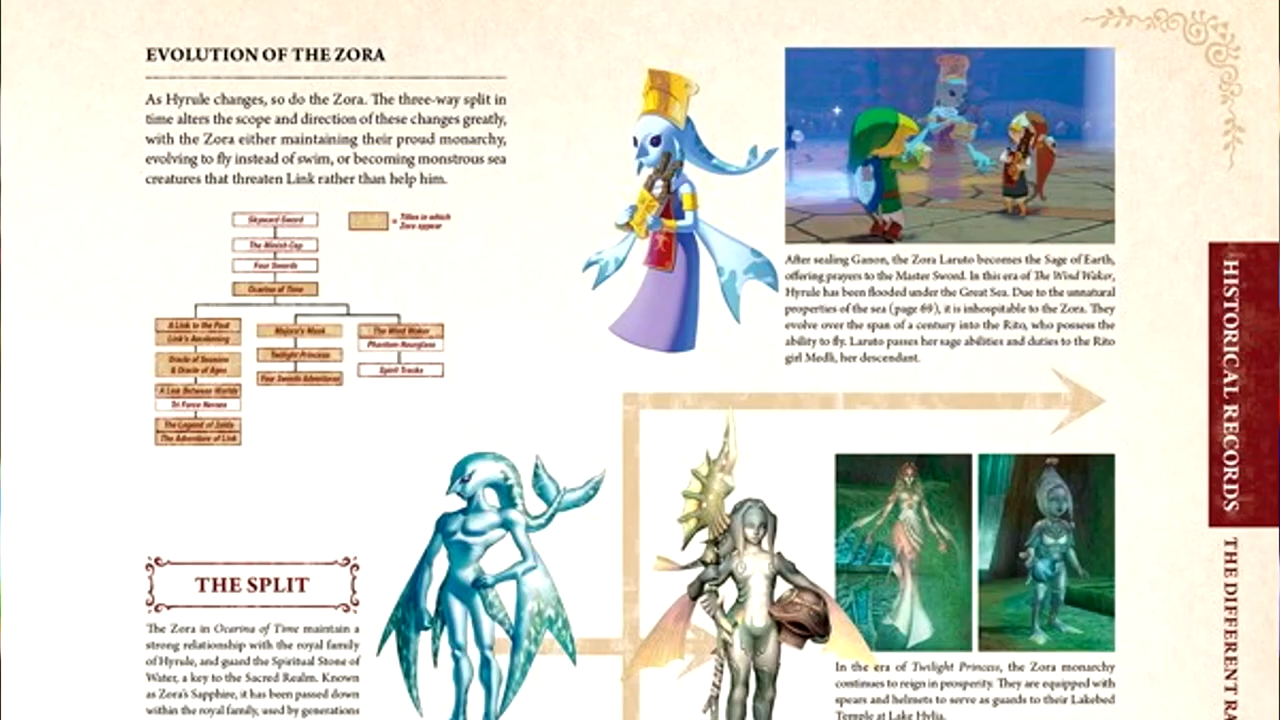 EVOLUTION OF THE ZORA
As Hyrule changes, so do the Zora. The three-way split in
time alters the scope and direction of these changes greatly,
with the Zora either maintaining their proud monarchy,
evolving to fly instead of swim, or becoming monstrous sea
creatures that threaten Link rather than help him.
Skyward Sword
The Minish Cap
Four Swords
Ocarina of Time
= Titles in which
Zora appear
A Link to the Past
Link's Awakening
Oracle of Seasons
& Oracle of Ages
A Link Between Worlds
Tri Force Heroes
The Legend of Zelda
The Adventure of Link
Majora's Mask
Twilight Princess
Four Swords Adventures
The Wind Waker
Phantom Hourglass
Spirit Tracks
After sealing Ganon, the Zora Laruto becomes the Sage of Earth,
offering prayers to the Master Sword. In this era of The Wind Waker,
Hyrule has been flooded under the Great Sea. Due to the unnatural
properties of the sea (page 69), it is inhospitable to the Zora. They
evolve over the span of a century into the Rito, who possess the
ability to fly. Laruto passes her sage abilities and duties to the Rito
girl Medli, her descendant.
THE SPLIT
The Zora in Ocarina of Time maintain a
strong relationship with the royal family
of Hyrule, and guard the Spiritual Stone of
Water, a key to the Sacred Realm. Known
as Zora's Sapphire, it has been passed down
within the royal family, used by generations
In the era of Twilight Princess, the Zora monarchy
continues to reign in prosperity. They are equipped with
spears and helmets to serve as guards to their Lakebed
Temple at Lake Hylia.
HISTORICAL RECORDS
THE DIFFERENT